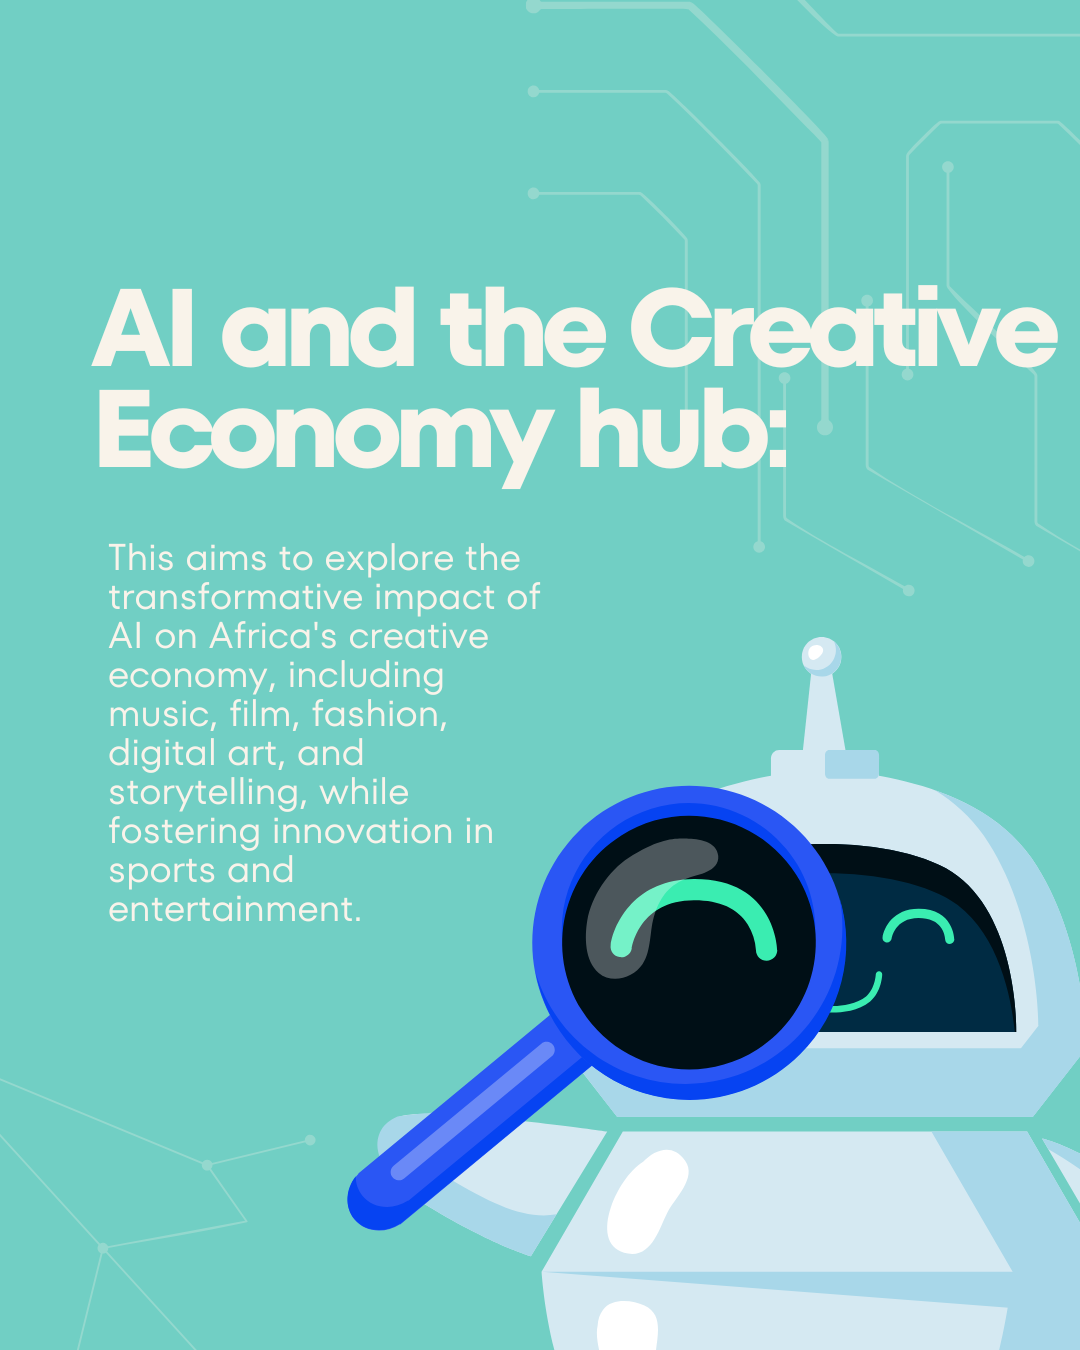 AI and the Creative
Economy hub:
This aims to explore the
transformative impact of
AI on Africa's creative
economy, including
music, film, fashion,
digital art, and
storytelling, while
fostering innovation in
sports and
entertainment.